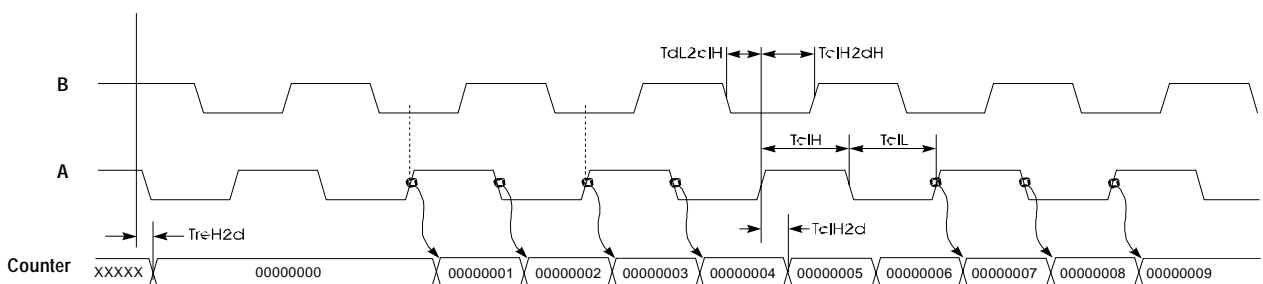 TdL2clH TclH2dH
B
TclH TclL
A
TreH2d TclH2d
Counter XXXXX 00000000 00000001 00000002 00000003 00000004 00000005 00000006 00000007 00000008 00000009